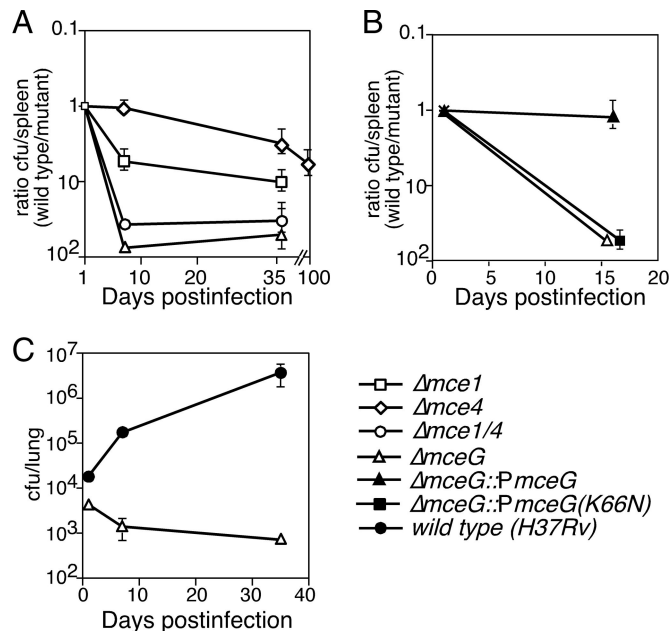 A
ratio cfu/spleen
(wild type/mutant)
0.1
1
10
10²
1 10 20 35 100
Days postinfection
B
ratio cfu/spleen
(wild type/mutant)
0.1
1
10
10²
0 5 10 15 20
Days postinfection
C
cfu/lung
10⁷
10⁶
10⁵
10⁴
10³
10²
0 10 20 30 40
Days postinfection
Δmce1
Δmce4
Δmce1/4
ΔmceG
ΔmceG::PmceG
ΔmceG::PmceG(K66N)
wild type (H37Rv)